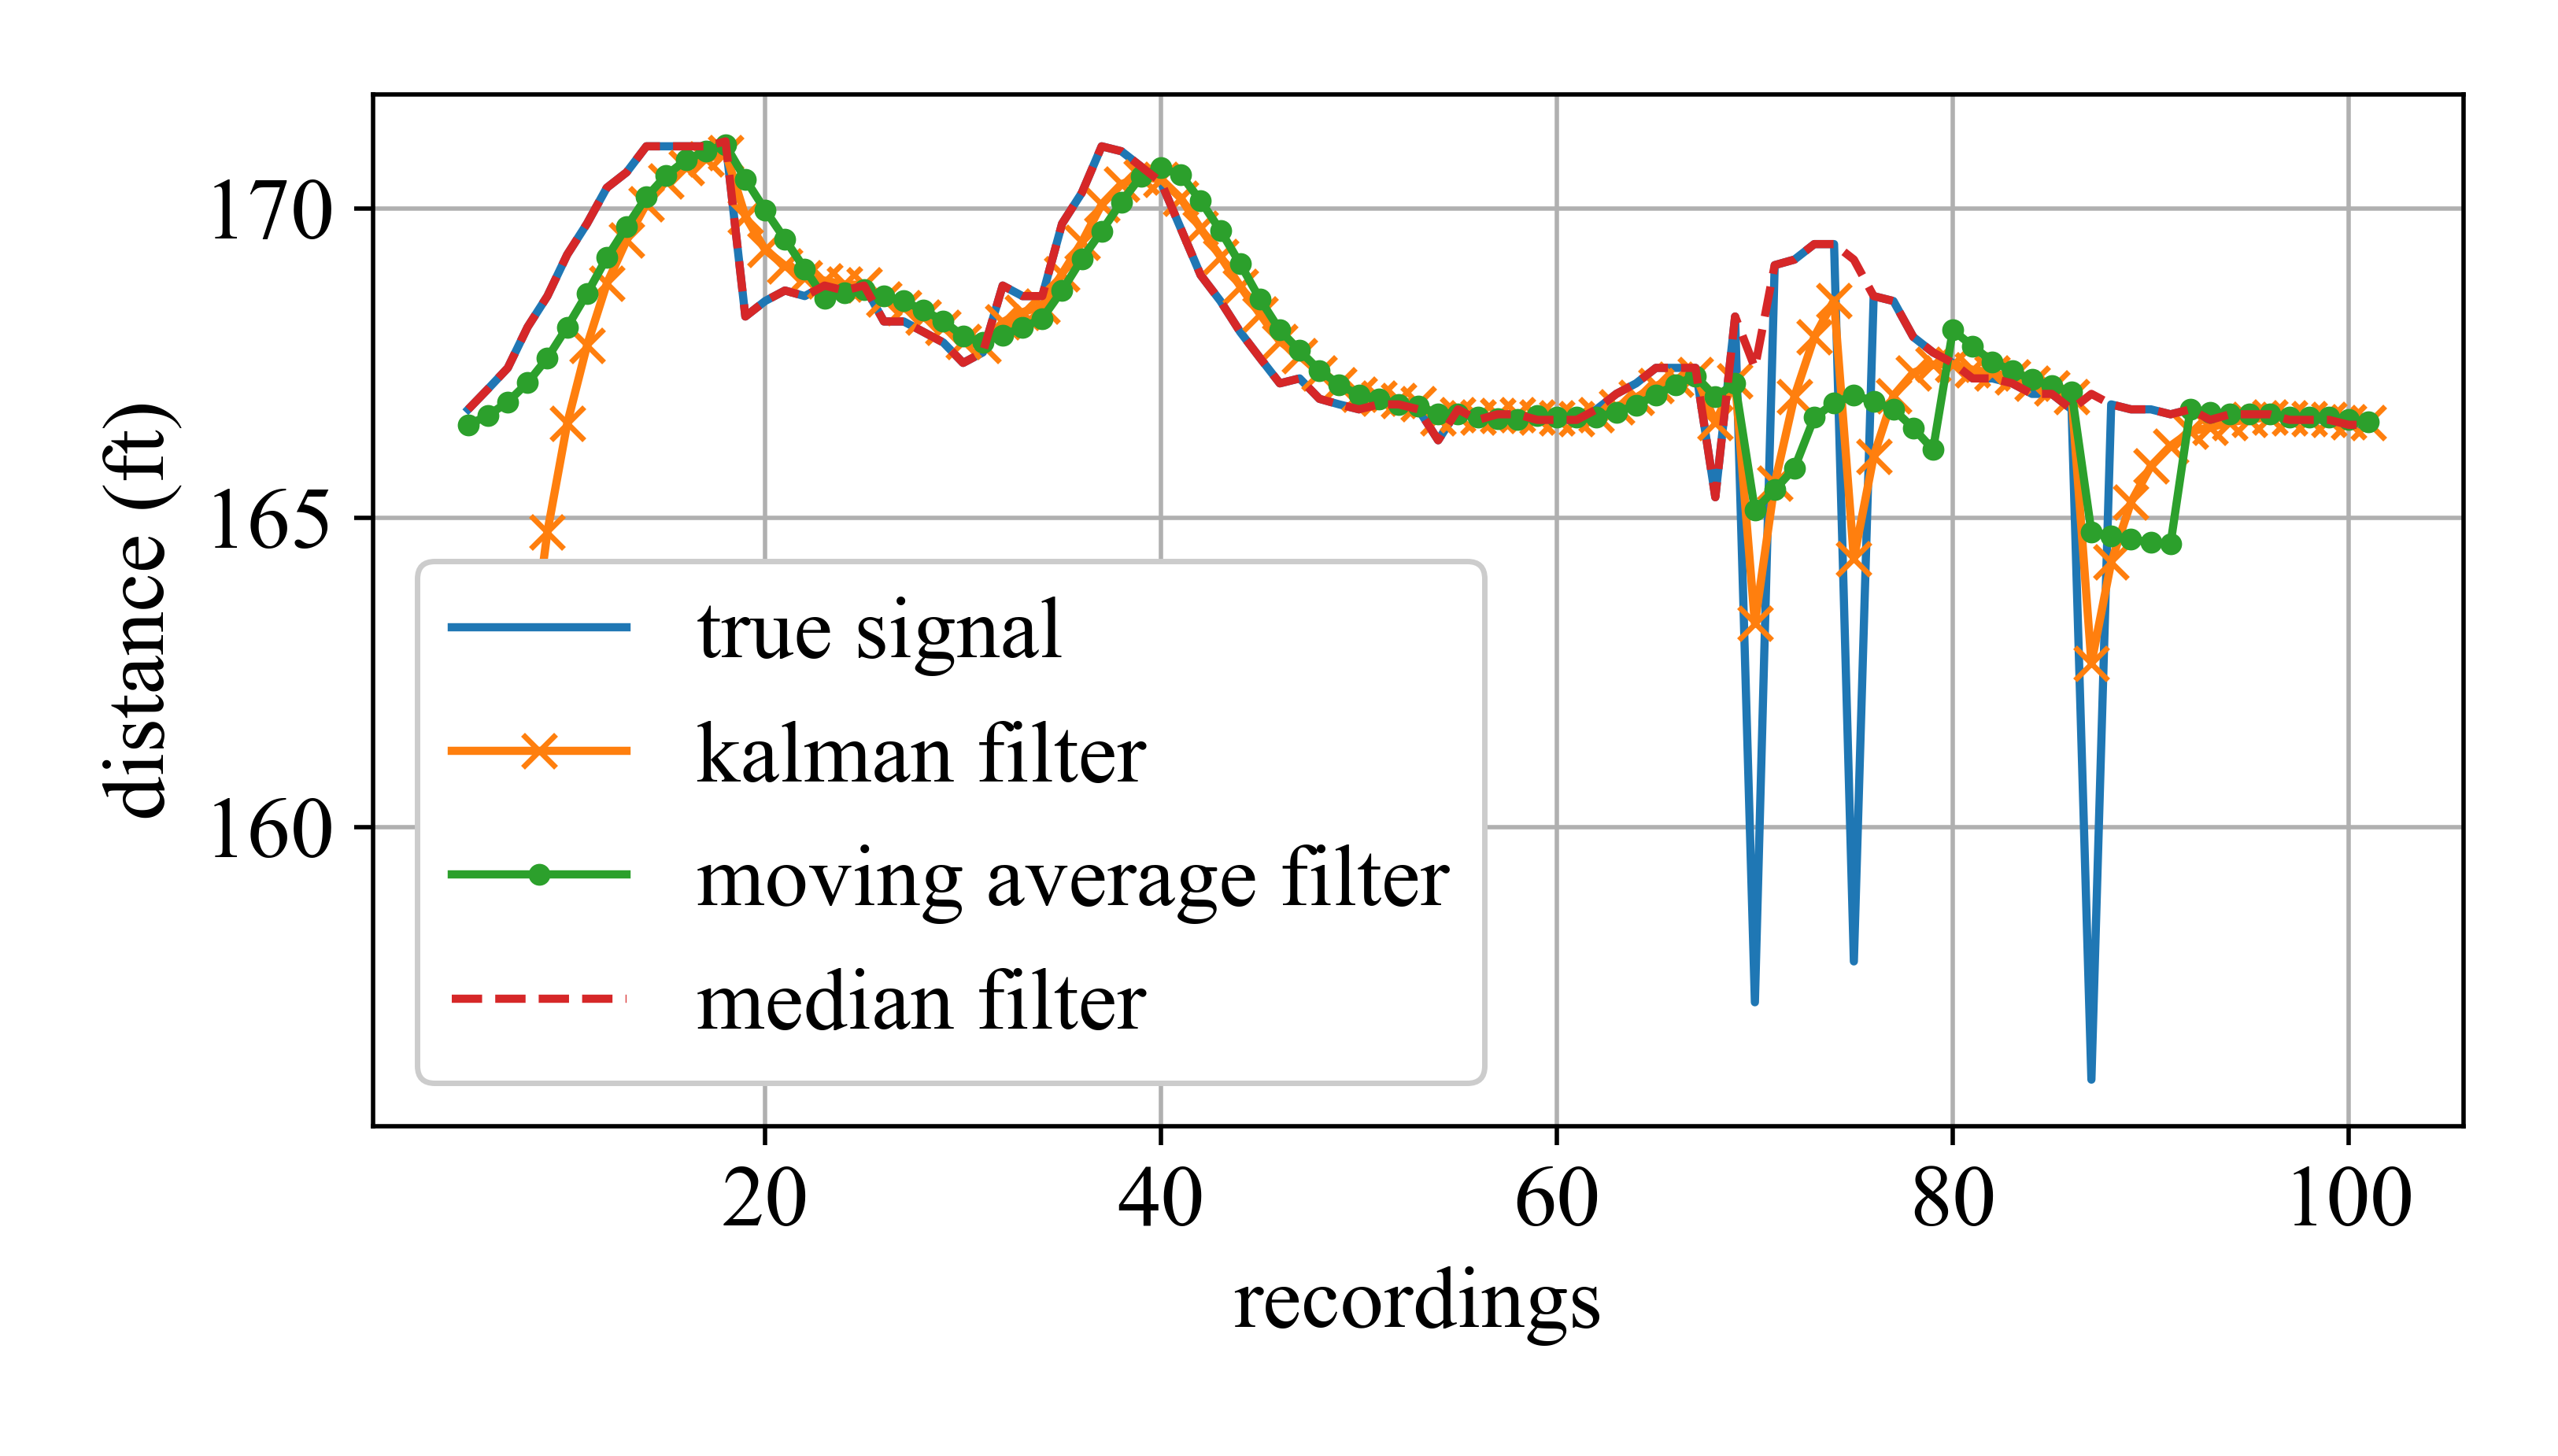 170
165
160
distance (ft)
true signal
kalman filter
moving average filter
median filter
20 40 60 80 100
recordings